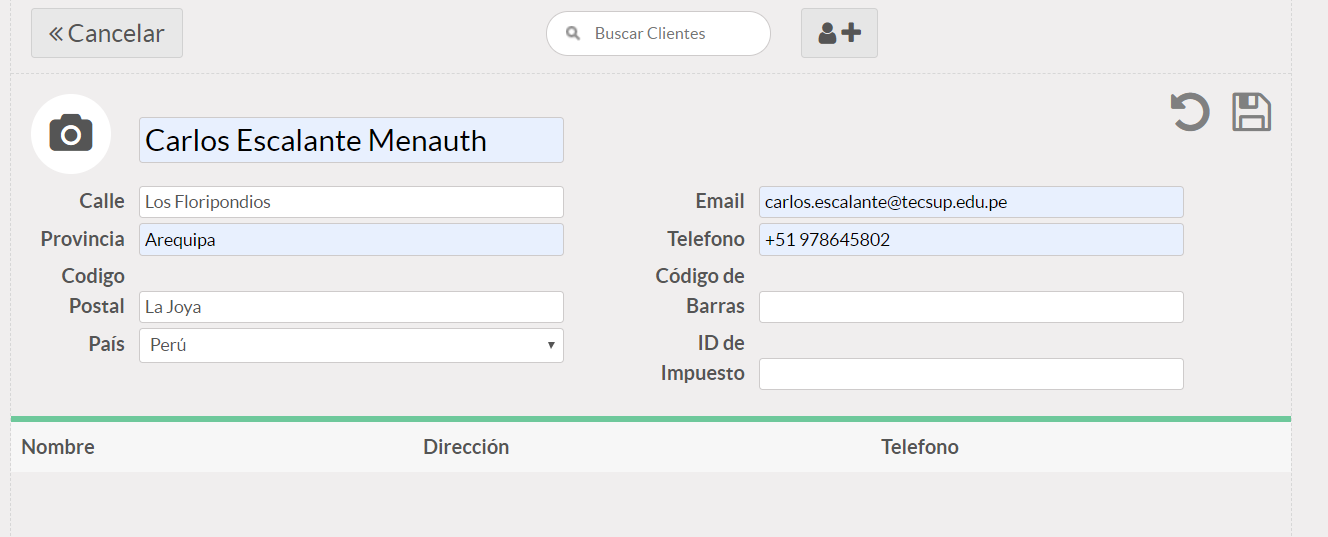 Cancelar
Buscar Clientes
Carlos Escalante Menauth
Calle Los Floripondios
Provincia Arequipa
Codigo
Postal La Joya
País Perú
Email carlos.escalante@tecsup.edu.pe
Telefono +51 978645802
Código de
Barras
ID de
Impuesto
Nombre Dirección Telefono